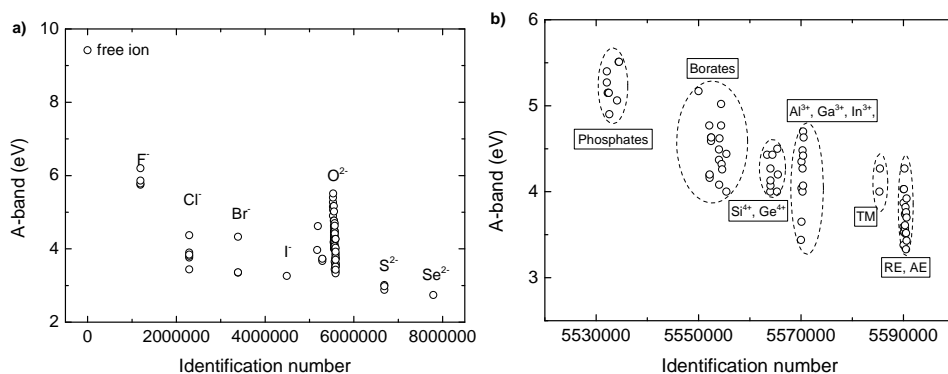 a)
10
8
6
4
2
A-band (eV)
free ion
F-
Cl-
Br-
I-
O2-
S2-
Se2-
0
2000000
4000000
6000000
8000000
Identification number
b)
6
5
4
3
A-band (eV)
Borates
Phosphates
Al3+, Ga3+, In3+,
Si4+, Ge4+
TM
RE, AE
5530000
5550000
5570000
5590000
Identification number